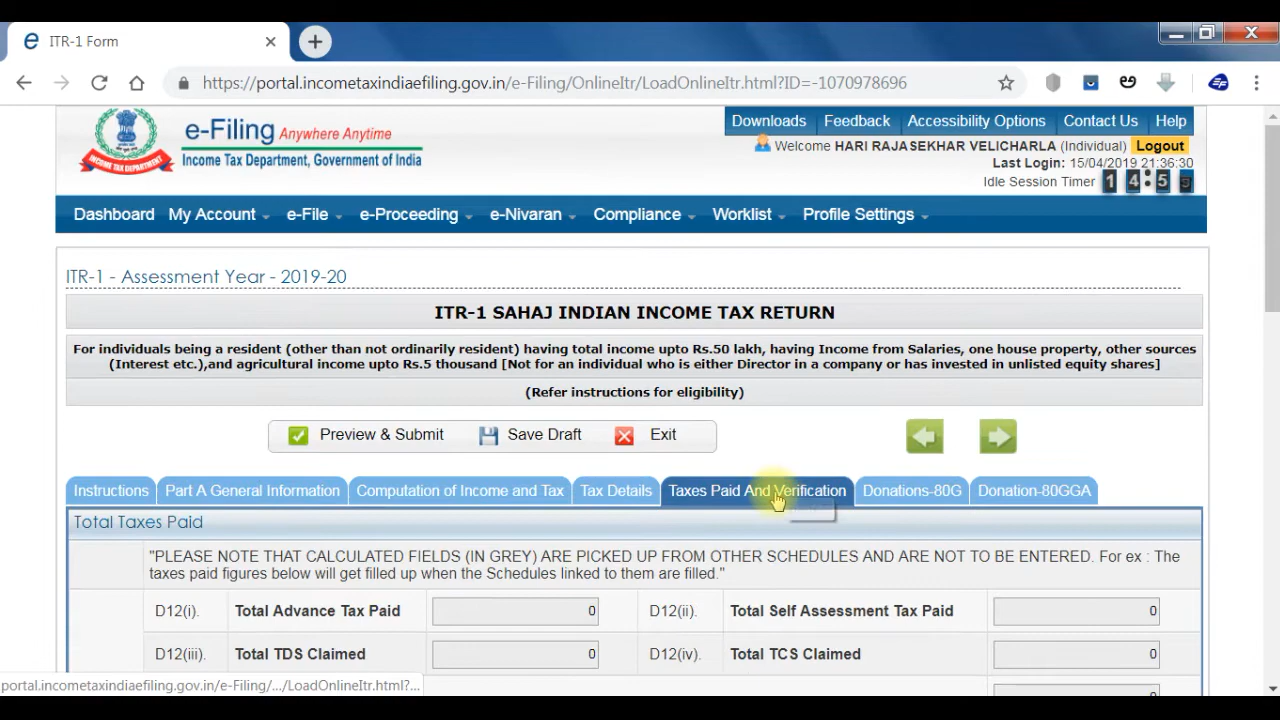 ITR-1 Form
https://portal.incometaxindiaefiling.gov.in/e-Filing/OnlineItr/LoadOnlineItr.html?ID=-1070978696
e-Filing Anywhere Anytime
Income Tax Department, Government of India
INCOME TAX DEPARTMENT
Downloads Feedback Accessibility Options Contact Us Help
Welcome HARI RAJASEKHAR VELICHARLA (Individual) Logout
Last Login: 15/04/2019 21:36:30
Idle Session Timer 1 4:5
Dashboard My Account e-File e-Proceeding e-Nivaran Compliance Worklist Profile Settings
ITR-1 - Assessment Year - 2019-20
ITR-1 SAHAJ INDIAN INCOME TAX RETURN
For individuals being a resident (other than not ordinarily resident) having total income upto Rs.50 lakh, having Income from Salaries, one house property, other sources
(Interest etc.),and agricultural income upto Rs.5 thousand [Not for an individual who is either Director in a company or has invested in unlisted equity shares]
(Refer instructions for eligibility)
Preview & Submit Save Draft Exit
Instructions Part A General Information Computation of Income and Tax Tax Details Taxes Paid And Verification Donations-80G Donation-80GGA
Total Taxes Paid
"PLEASE NOTE THAT CALCULATED FIELDS (IN GREY) ARE PICKED UP FROM OTHER SCHEDULES AND ARE NOT TO BE ENTERED. For ex : The
taxes paid figures below will get filled up when the Schedules linked to them are filled."
D12(i). Total Advance Tax Paid 0 D12(ii). Total Self Assessment Tax Paid 0
D12(iii). Total TDS Claimed 0 D12(iv). Total TCS Claimed 0
portal.incometaxindiaefiling.gov.in/e-Filing/.../LoadOnlineItr.html?...